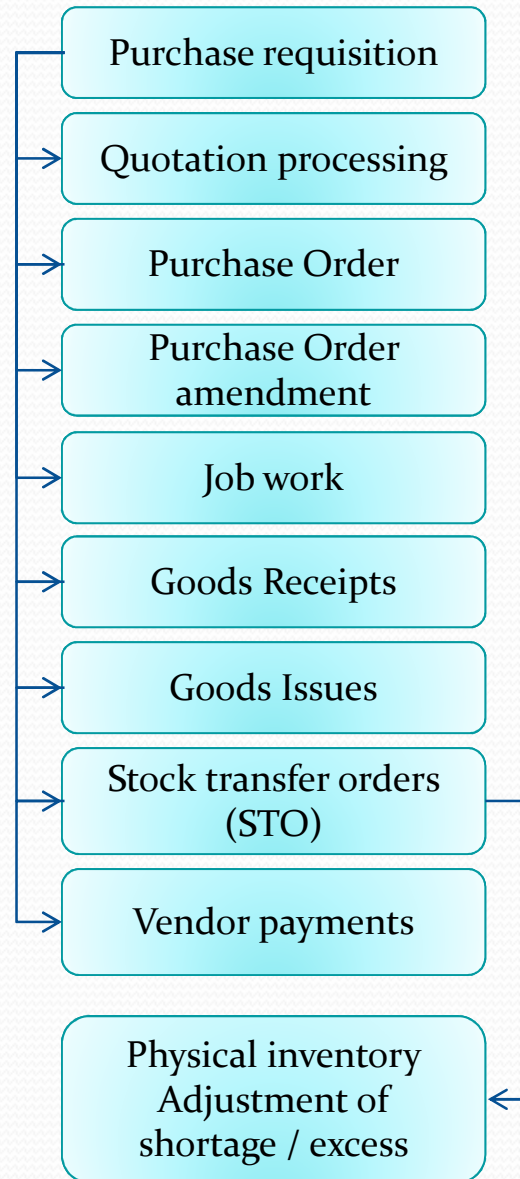 Purchase requisition
Quotation processing
Purchase Order
Purchase Order
amendment
Job work
Goods Receipts
Goods Issues
Stock transfer orders
(STO)
Vendor payments
Physical inventory
Adjustment of
shortage / excess